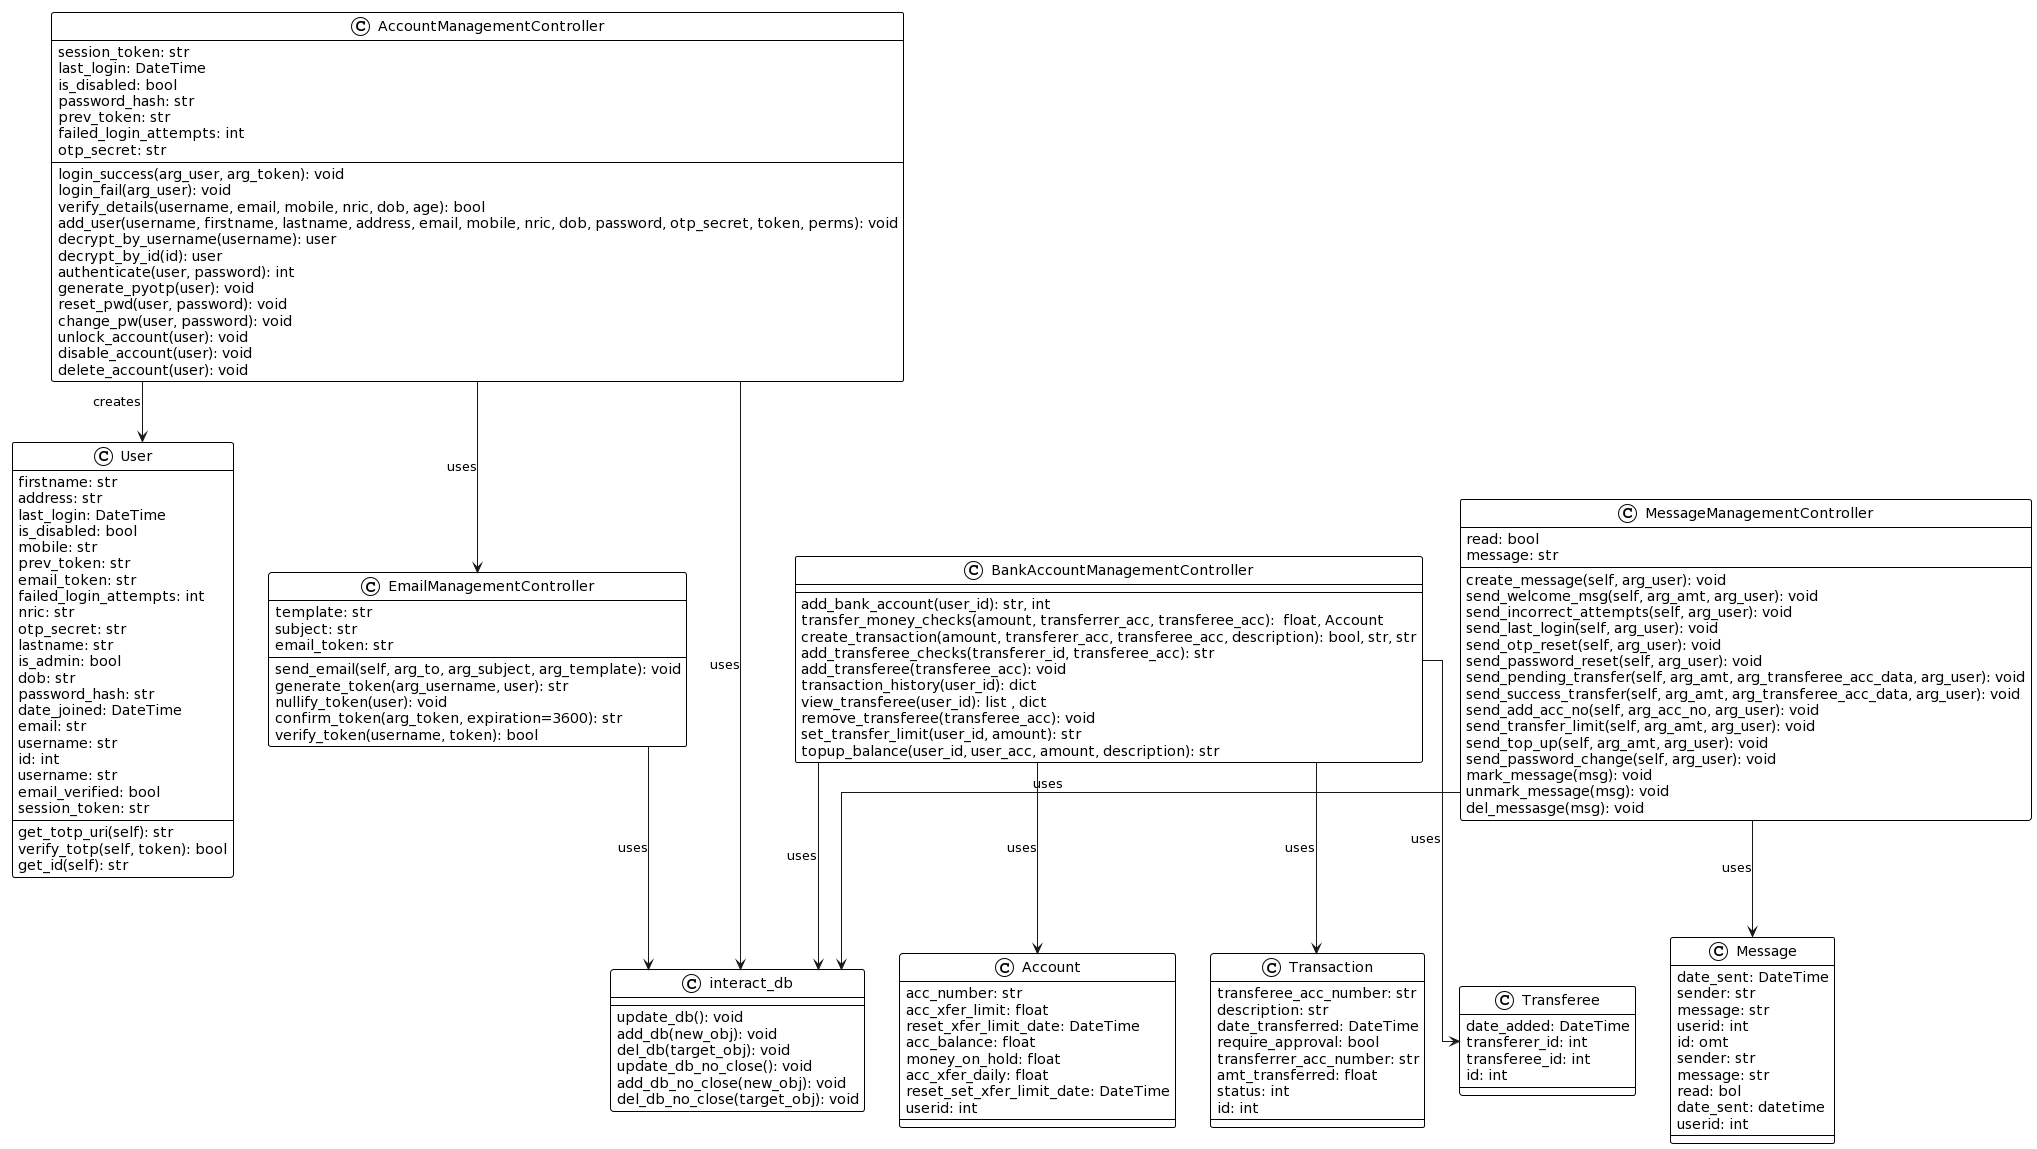 C AccountManagementController
session_token: str
last_login: DateTime
is_disabled: bool
password_hash: str
prev_token: str
failed_login_attempts: int
otp_secret: str
login_success(arg_user, arg_token): void
login_fail(arg_user): void
verify_details(username, email, mobile, nric, dob, age): bool
add_user(username, firstname, lastname, address, email, mobile, nric, dob, password, otp_secret, token, perms): void
decrypt_by_username(username): user
decrypt_by_id(id): user
authenticate(user, password): int
generate_pyotp(user): void
reset_pwd(user, password): void
change_pw(user, password): void
unlock_account(user): void
disable_account(user): void
delete_account(user): void
creates
uses
uses
C User
firstname: str
address: str
last_login: DateTime
is_disabled: bool
mobile: str
prev_token: str
email_token: str
failed_login_attempts: int
nric: str
otp_secret: str
lastname: str
is_admin: bool
dob: str
password_hash: str
date_joined: DateTime
email: str
username: str
id: int
username: str
email_verified: bool
session_token: str
get_totp_uri(self): str
verify_totp(self, token): bool
get_id(self): str
C EmailManagementController
template: str
subject: str
email_token: str
send_email(self, arg_to, arg_subject, arg_template): void
generate_token(arg_username, user): str
nullify_token(user): void
confirm_token(arg_token, expiration=3600): str
verify_token(username, token): bool
uses
C BankAccountManagementController
add_bank_account(user_id): str, int
transfer_money_checks(amount, transferrer_acc, transferee_acc):  float, Account
create_transaction(amount, transferer_acc, transferee_acc, description): bool, str, str
add_transferee_checks(transferer_id, transferee_acc): str
add_transferee(transferee_acc): void
transaction_history(user_id): dict
view_transferee(user_id): list , dict
remove_transferee(transferee_acc): void
set_transfer_limit(user_id, amount): str
topup_balance(user_id, user_acc, amount, description): str
uses
uses
uses
uses
uses
C MessageManagementController
read: bool
message: str
create_message(self, arg_user): void
send_welcome_msg(self, arg_amt, arg_user): void
send_incorrect_attempts(self, arg_user): void
send_last_login(self, arg_user): void
send_otp_reset(self, arg_user): void
send_password_reset(self, arg_user): void
send_pending_transfer(self, arg_amt, arg_transferee_acc_data, arg_user): void
send_success_transfer(self, arg_amt, arg_transferee_acc_data, arg_user): void
send_add_acc_no(self, arg_acc_no, arg_user): void
send_transfer_limit(self, arg_amt, arg_user): void
send_top_up(self, arg_amt, arg_user): void
send_password_change(self, arg_user): void
mark_message(msg): void
unmark_message(msg): void
del_messasge(msg): void
uses
C interact_db
update_db(): void
add_db(new_obj): void
del_db(target_obj): void
update_db_no_close(): void
add_db_no_close(new_obj): void
del_db_no_close(target_obj): void
C Account
acc_number: str
acc_xfer_limit: float
reset_xfer_limit_date: DateTime
acc_balance: float
money_on_hold: float
acc_xfer_daily: float
reset_set_xfer_limit_date: DateTime
userid: int
C Transaction
transferee_acc_number: str
description: str
date_transferred: DateTime
require_approval: bool
transferrer_acc_number: str
amt_transferred: float
status: int
id: int
C Transferee
date_added: DateTime
transferer_id: int
transferee_id: int
id: int
C Message
date_sent: DateTime
sender: str
message: str
userid: int
id: omt
sender: str
message: str
read: bol
date_sent: datetime
userid: int